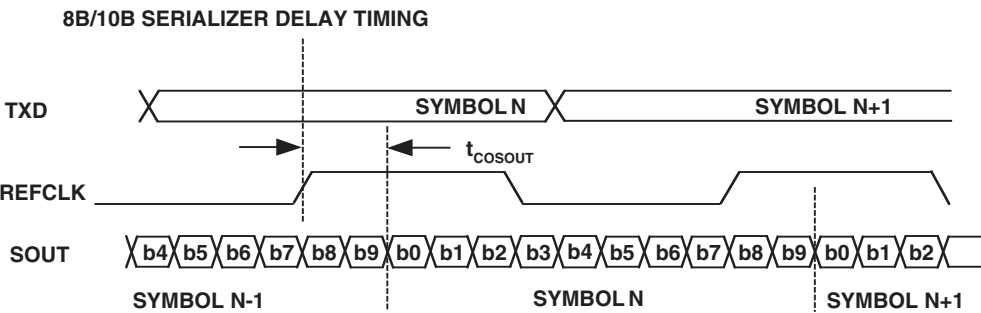 8B/10B SERIALIZER DELAY TIMING
TXD SYMBOL N SYMBOL N+1
tCOSOUT
REFCLK
SOUT b4 b5 b6 b7 b8 b9 b0 b1 b2 b3 b4 b5 b6 b7 b8 b9 b0 b1 b2
SYMBOL N-1 SYMBOL N SYMBOL N+1